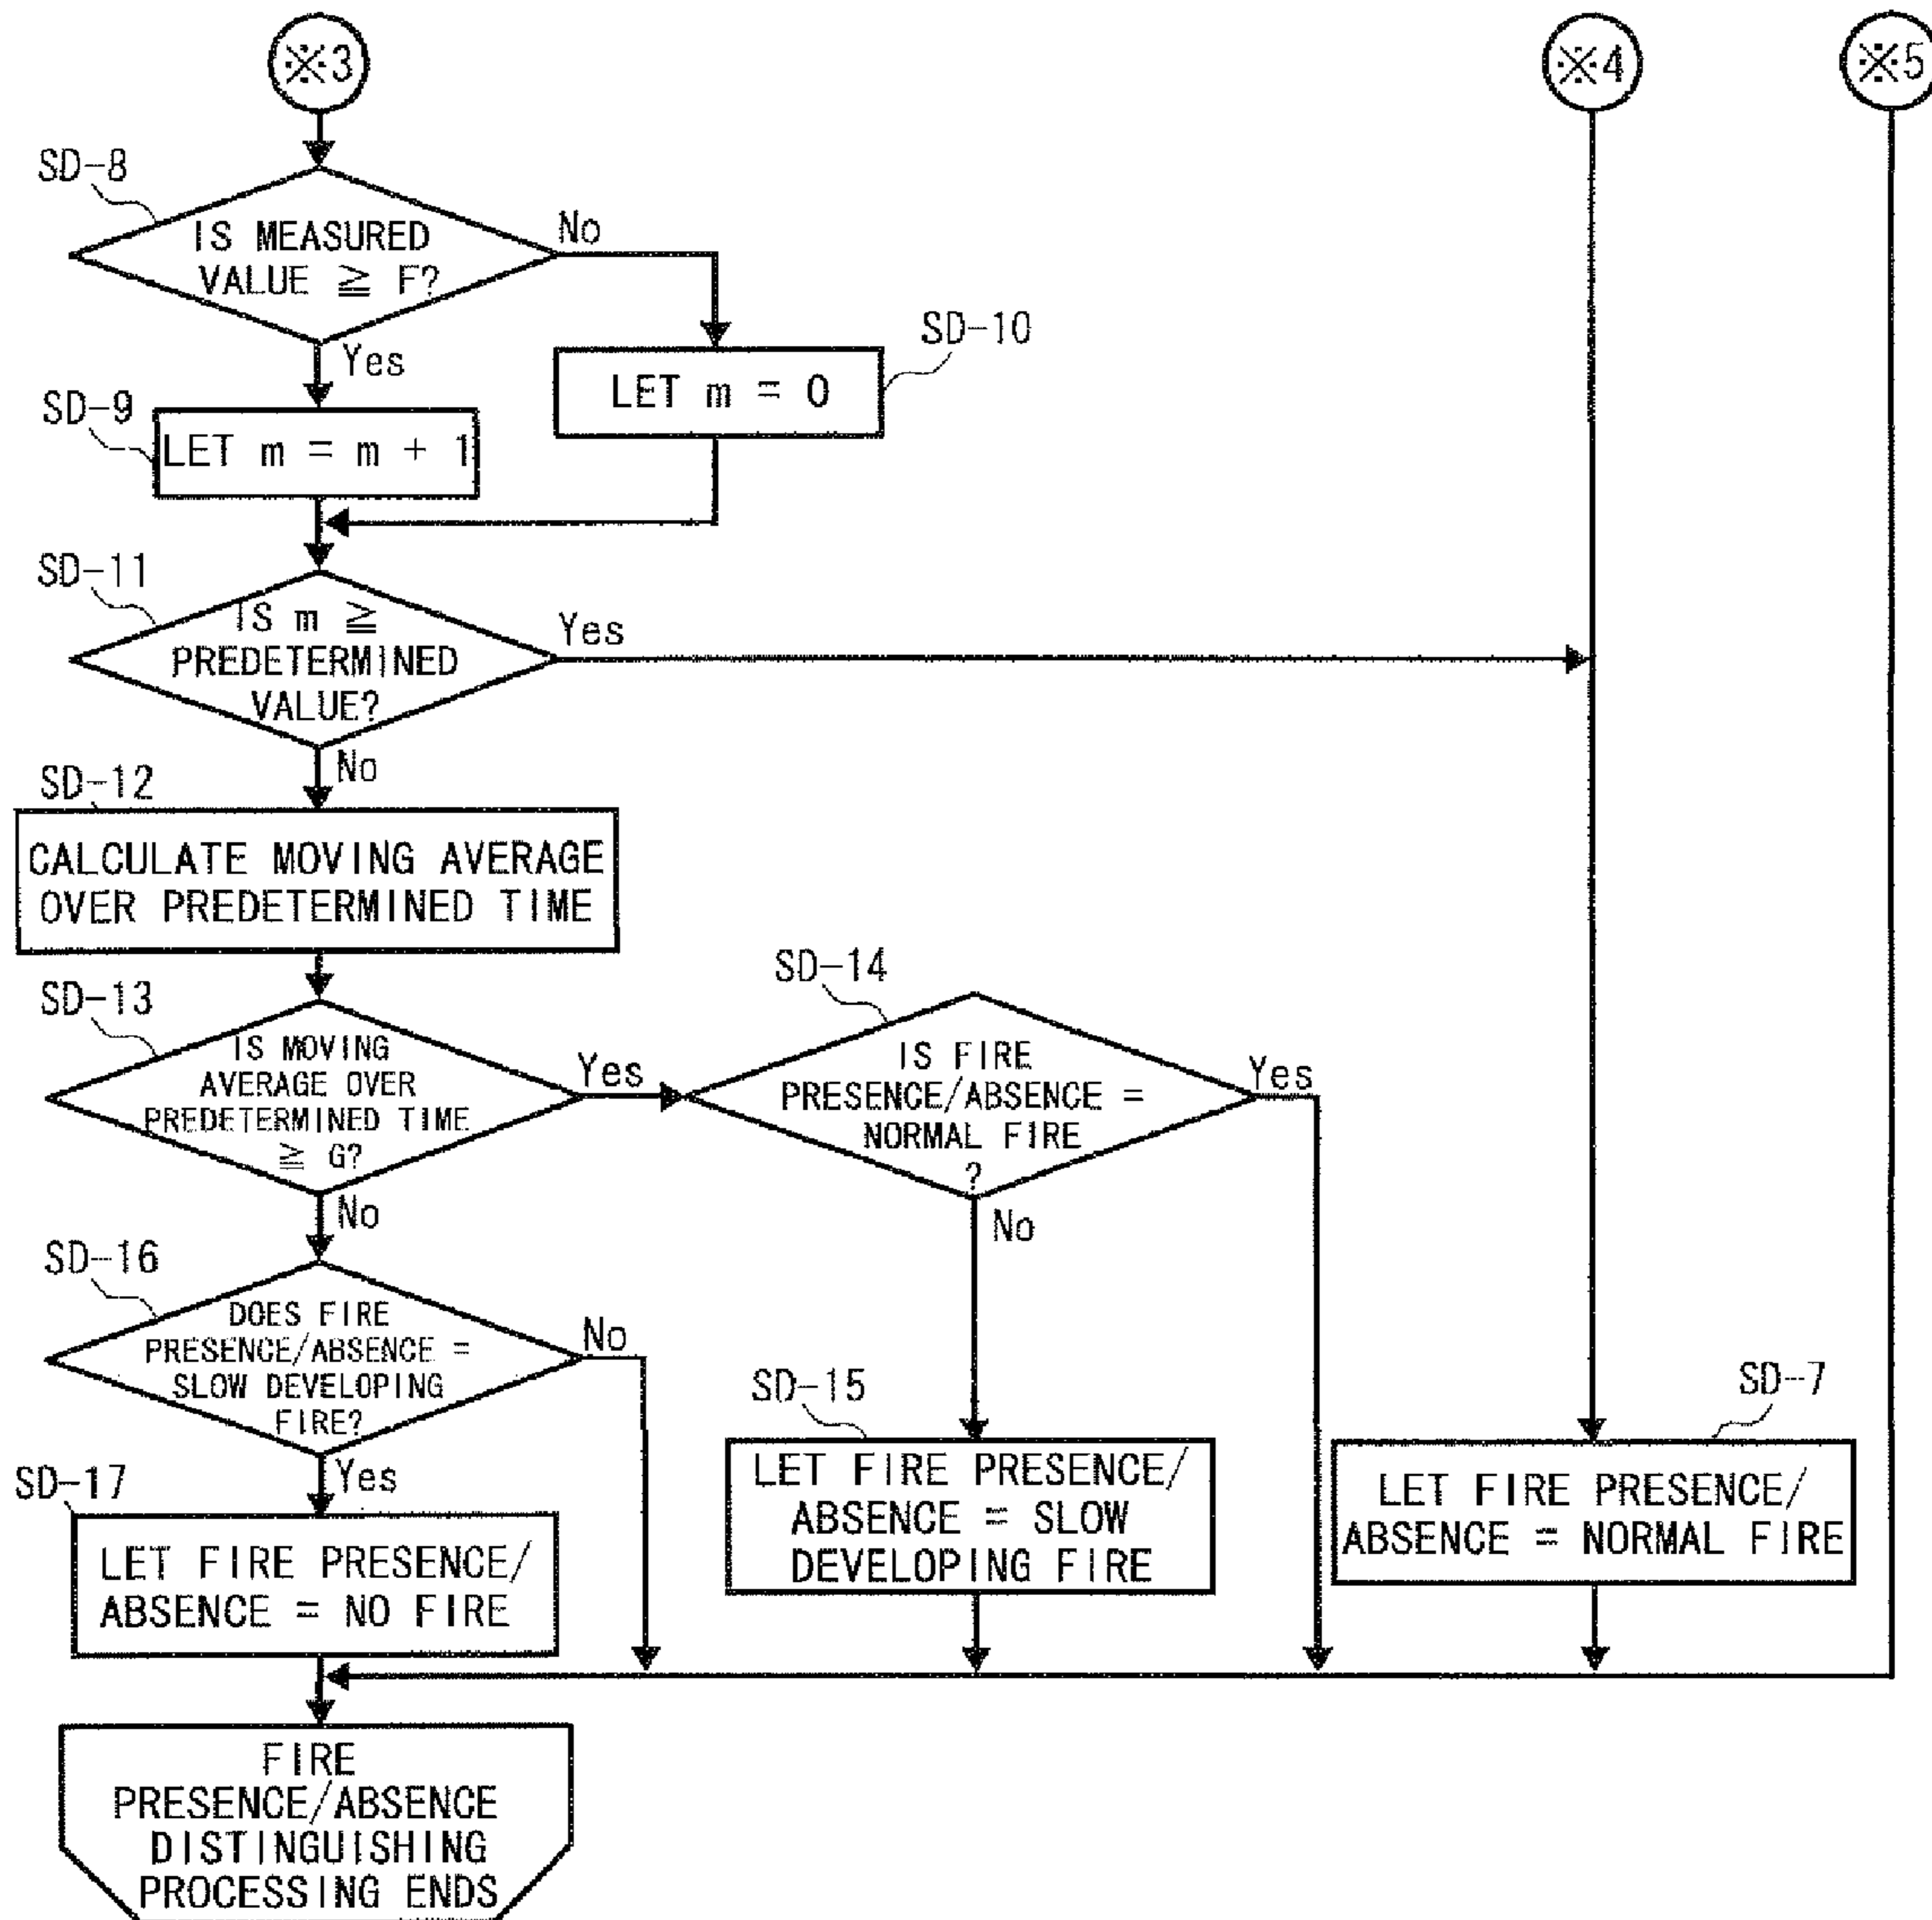 ※3
※4
※5
SD-8
IS MEASURED
VALUE ≧ F?
No
Yes
SD-10
LET m = 0
SD-9
LET m = m + 1
SD-11
IS m ≧
PREDETERMINED
VALUE?
Yes
No
SD-12
CALCULATE MOVING AVERAGE
OVER PREDETERMINED TIME
SD-13
IS MOVING
AVERAGE OVER
PREDETERMINED TIME
≧ G?
Yes
No
SD-14
IS FIRE
PRESENCE/ABSENCE =
NORMAL FIRE
?
Yes
No
SD-16
DOES FIRE
PRESENCE/ABSENCE =
SLOW DEVELOPING
FIRE?
No
Yes
SD-15
LET FIRE PRESENCE/
ABSENCE = SLOW
DEVELOPING FIRE
SD-7
LET FIRE PRESENCE/
ABSENCE = NORMAL FIRE
SD-17
LET FIRE PRESENCE/
ABSENCE = NO FIRE
FIRE
PRESENCE/ABSENCE
DISTINGUISHING
PROCESSING ENDS